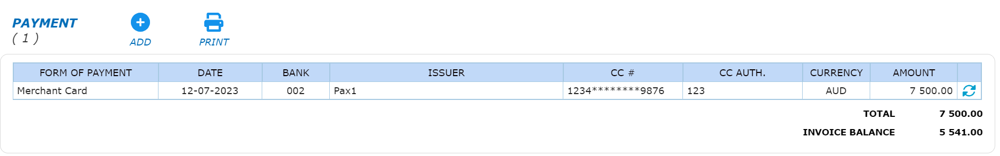 PAYMENT
( 1 )
ADD
PRINT
FORM OF PAYMENT DATE BANK ISSUER CC # CC AUTH. CURRENCY AMOUNT
Merchant Card 12-07-2023 002 Pax1 1234********9876 123 AUD 7 500.00
TOTAL 7 500.00
INVOICE BALANCE 5 541.00